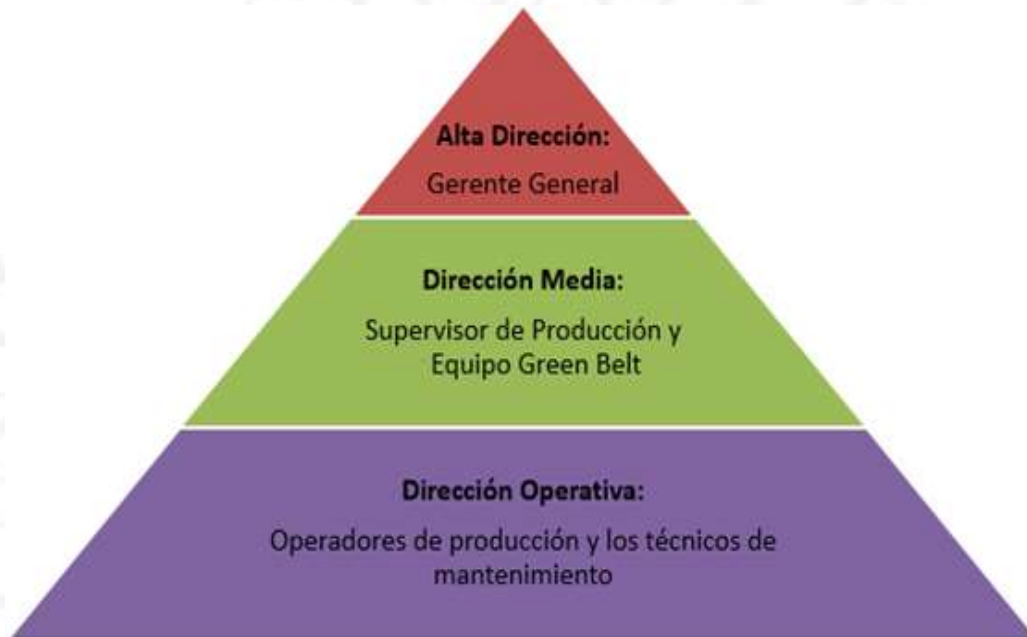 Alta Dirección:
Gerente General
Dirección Media:
Supervisor de Producción y
Equipo Green Belt
Dirección Operativa:
Operadores de producción y los técnicos de
mantenimiento